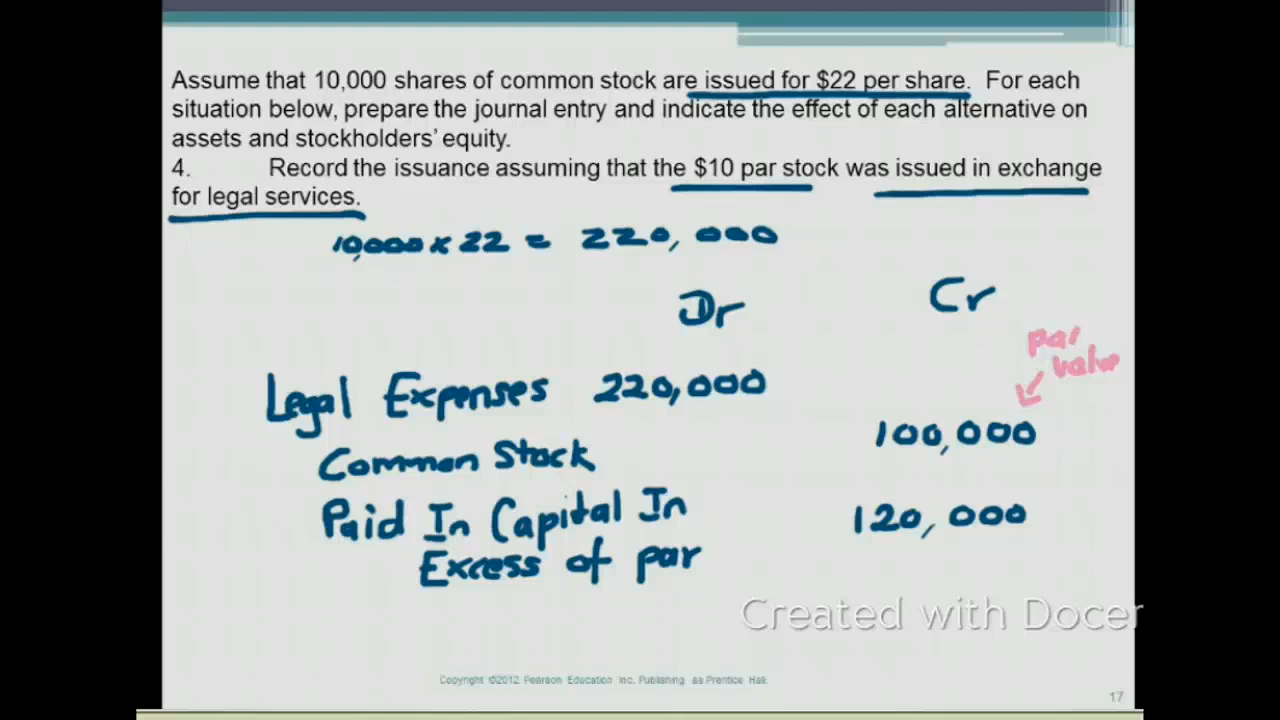 Assume that 10,000 shares of common stock are issued for $22 per share. For each
situation below, prepare the journal entry and indicate the effect of each alternative on
assets and stockholders' equity.
4. Record the issuance assuming that the $10 par stock was issued in exchange
for legal services.
10,000 x 22 = 220,000
Dr Cr
par
value
Legal Expenses 220,000
100,000
Common Stock
Paid In Capital In 120,000
Excess of par
Created with Docer
Copyright ©2012 Pearson Education Inc. Publishing as Prentice Hall.
17